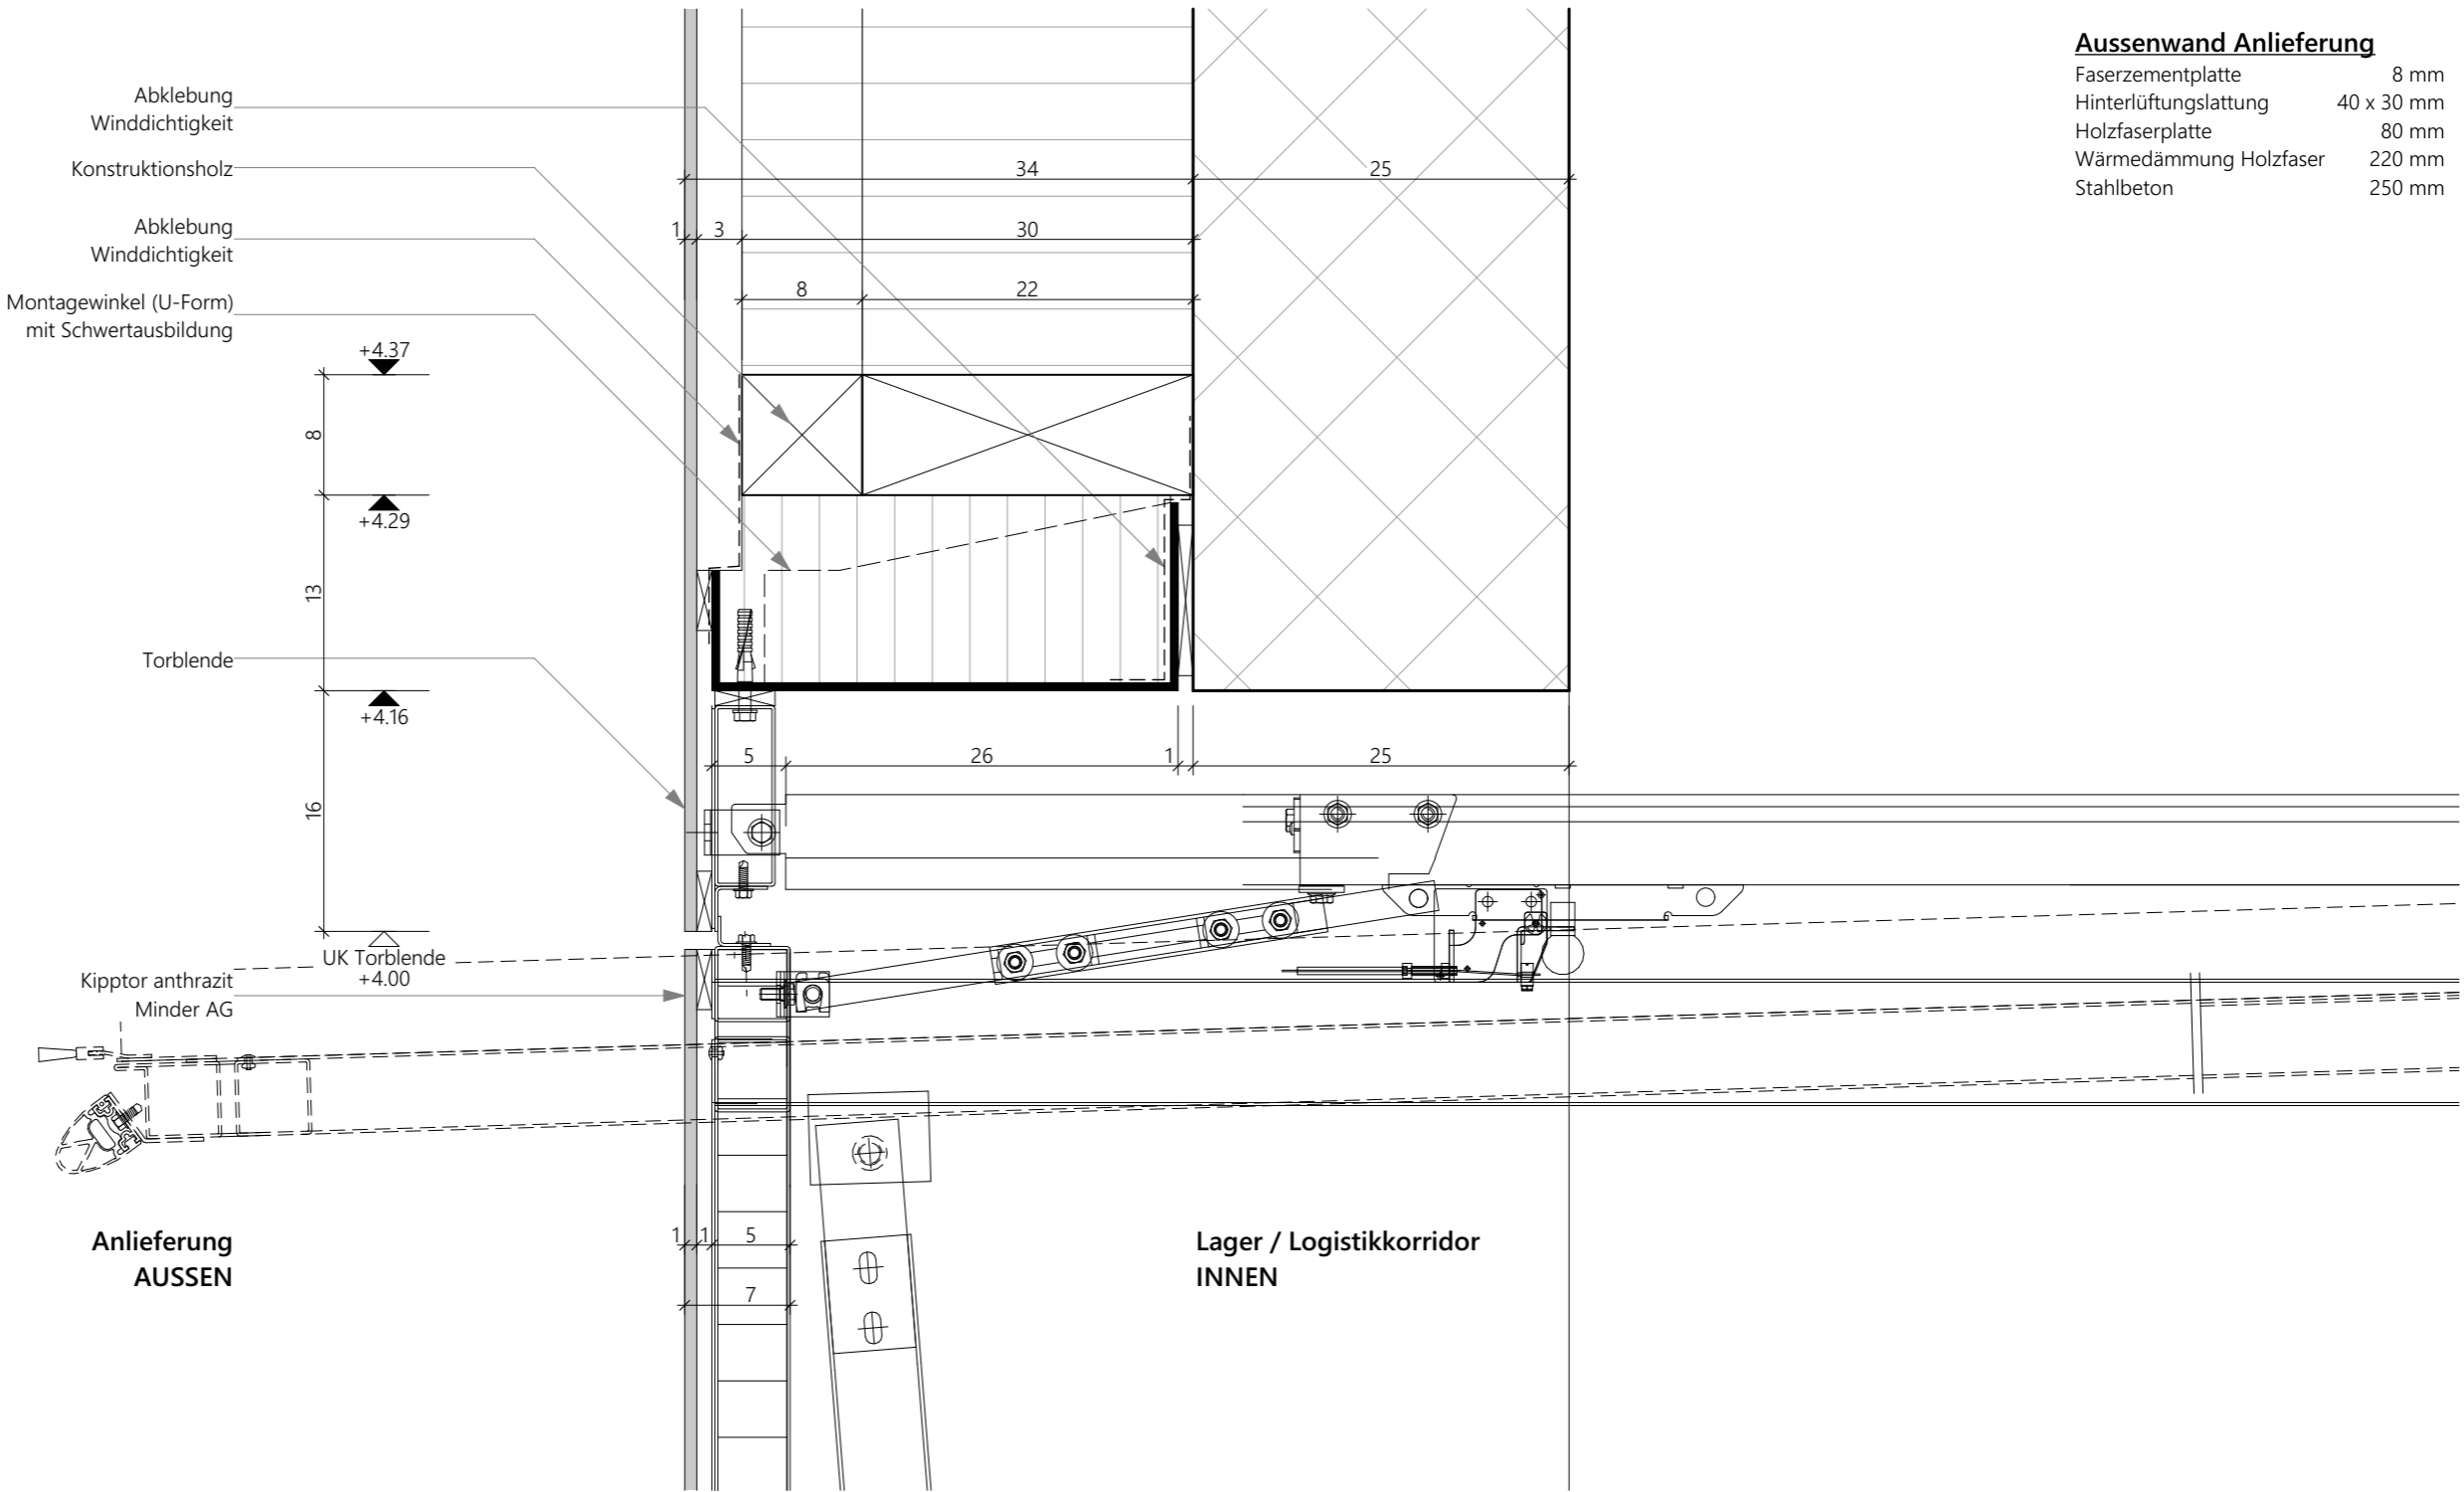 Aussenwand Anlieferung
Faserzementplatte 8 mm
Hinterlüftungslattung 40 x 30 mm
Holzfaserplatte 80 mm
Wärmedämmung Holzfaser 220 mm
Stahlbeton 250 mm
Abklebung
Winddichtigkeit
Konstruktionsholz
34 25
Abklebung
Winddichtigkeit
1 3 30
Montagewinkel (U-Form)
mit Schwertausbildung
8 22
+4.37
8
+4.29
13
Torblende
+4.16
5 26 1 25
16
UK Torblende
+4.00
Kipptor anthrazit
Minder AG
1 1 5
7
Anlieferung
AUSSEN
Lager / Logistikkorridor
INNEN